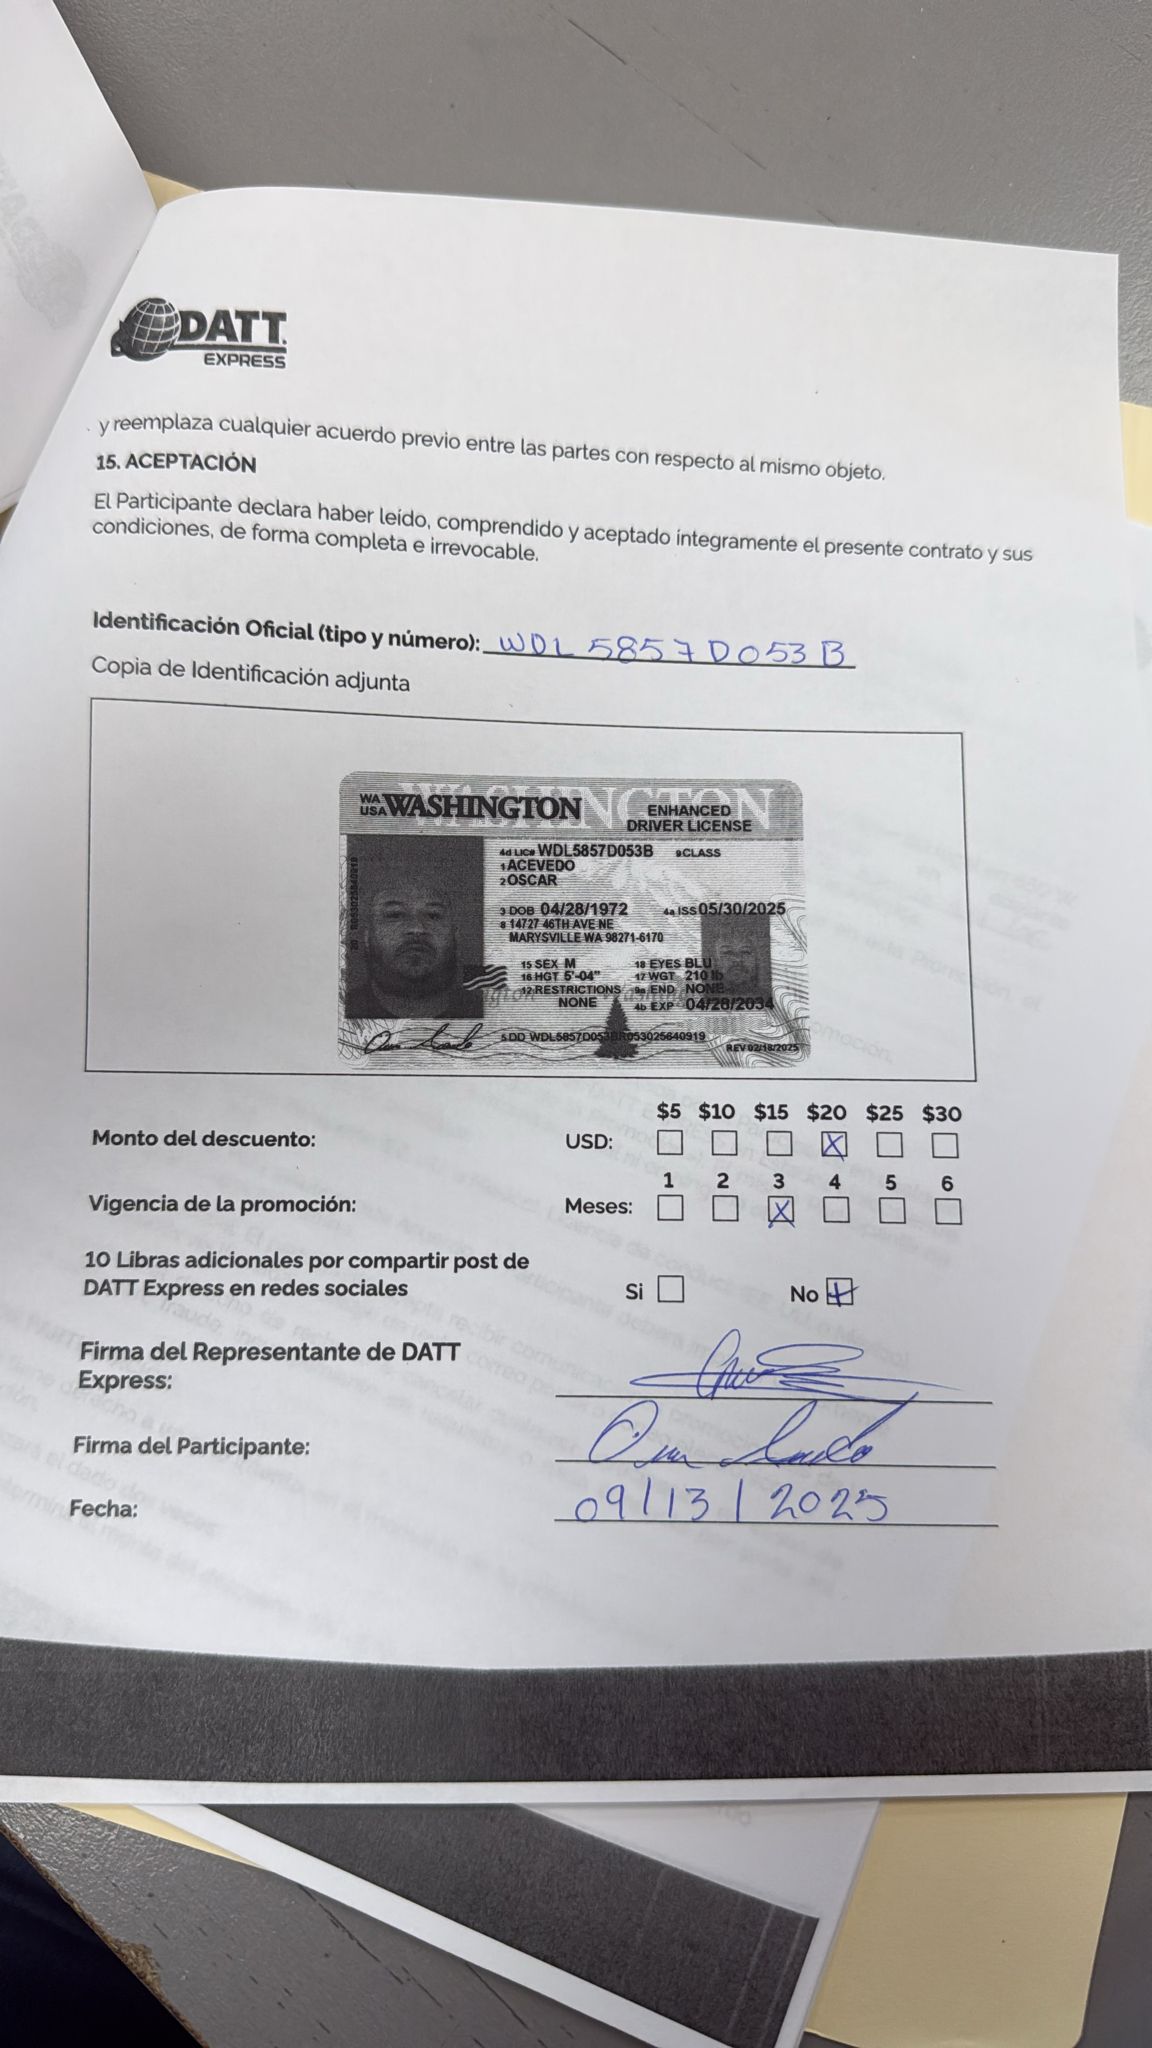 DATT.
EXPRESS
y reemplaza cualquier acuerdo previo entre las partes con respecto al mismo objeto.
15. ACEPTACIÓN
El Participante declara haber leído, comprendido y aceptado íntegramente el presente contrato y sus
condiciones, de forma completa e irrevocable.
Identificación Oficial (tipo y número): WDL5857D053B
Copia de Identificación adjunta
WA USA WASHINGTON
ENHANCED
DRIVER LICENSE
4d LIC# WDL5857D053B 9 CLASS
1 ACEVEDO
2 OSCAR
3 DOB 04/28/1972 4a ISS 05/30/2025
8 14727 46TH AVE NE
MARYSVILLE WA 98271-6170
15 SEX M 18 EYES BLU
16 HGT 5'-04" 17 WGT 210 lb
12 RESTRICTIONS 9a END NONE
NONE 4b EXP 04/28/2034
5 DD WDL5857D053BR053025640919
REV 02/18/2025
$5 $10 $15 $20 $25 $30
Monto del descuento: USD: X
1 2 3 4 5 6
Vigencia de la promoción: Meses: X
10 Libras adicionales por compartir post de
DATT Express en redes sociales Si No X
Firma del Representante de DATT
Express:
Firma del Participante:
Fecha: 09/13/2025